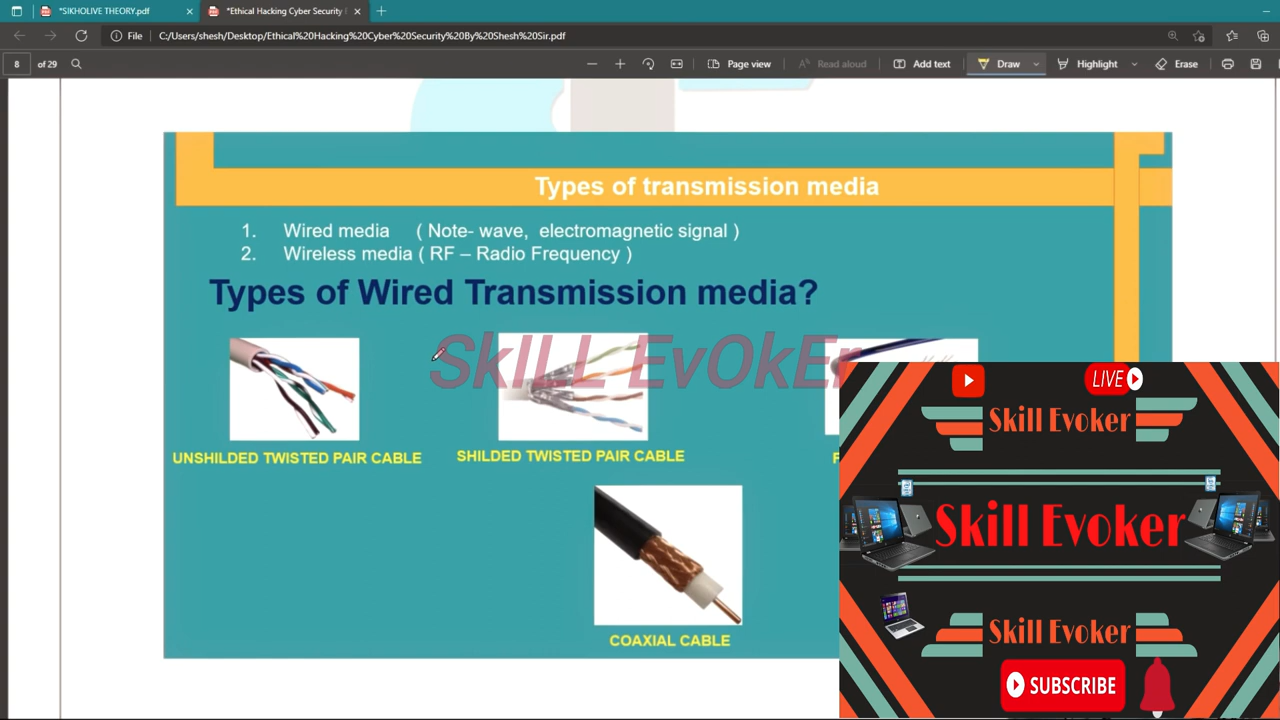 *SIKHOLIVE THEORY.pdf
*Ethical Hacking Cyber Security
File C:/Users/shesh/Desktop/Ethical%20Hacking%20Cyber%20Security%20By%20Shesh%20Sir.pdf
8 of 29
Page view
Read aloud
Add text
Draw
Highlight
Erase
Types of transmission media
1. Wired media ( Note- wave, electromagnetic signal )
2. Wireless media ( RF – Radio Frequency )
Types of Wired Transmission media?
SkILL EvOkEr
UNSHILDED TWISTED PAIR CABLE
SHILDED TWISTED PAIR CABLE
F
COAXIAL CABLE
LIVE
Skill Evoker
Skill Evoker
Skill Evoker
SUBSCRIBE